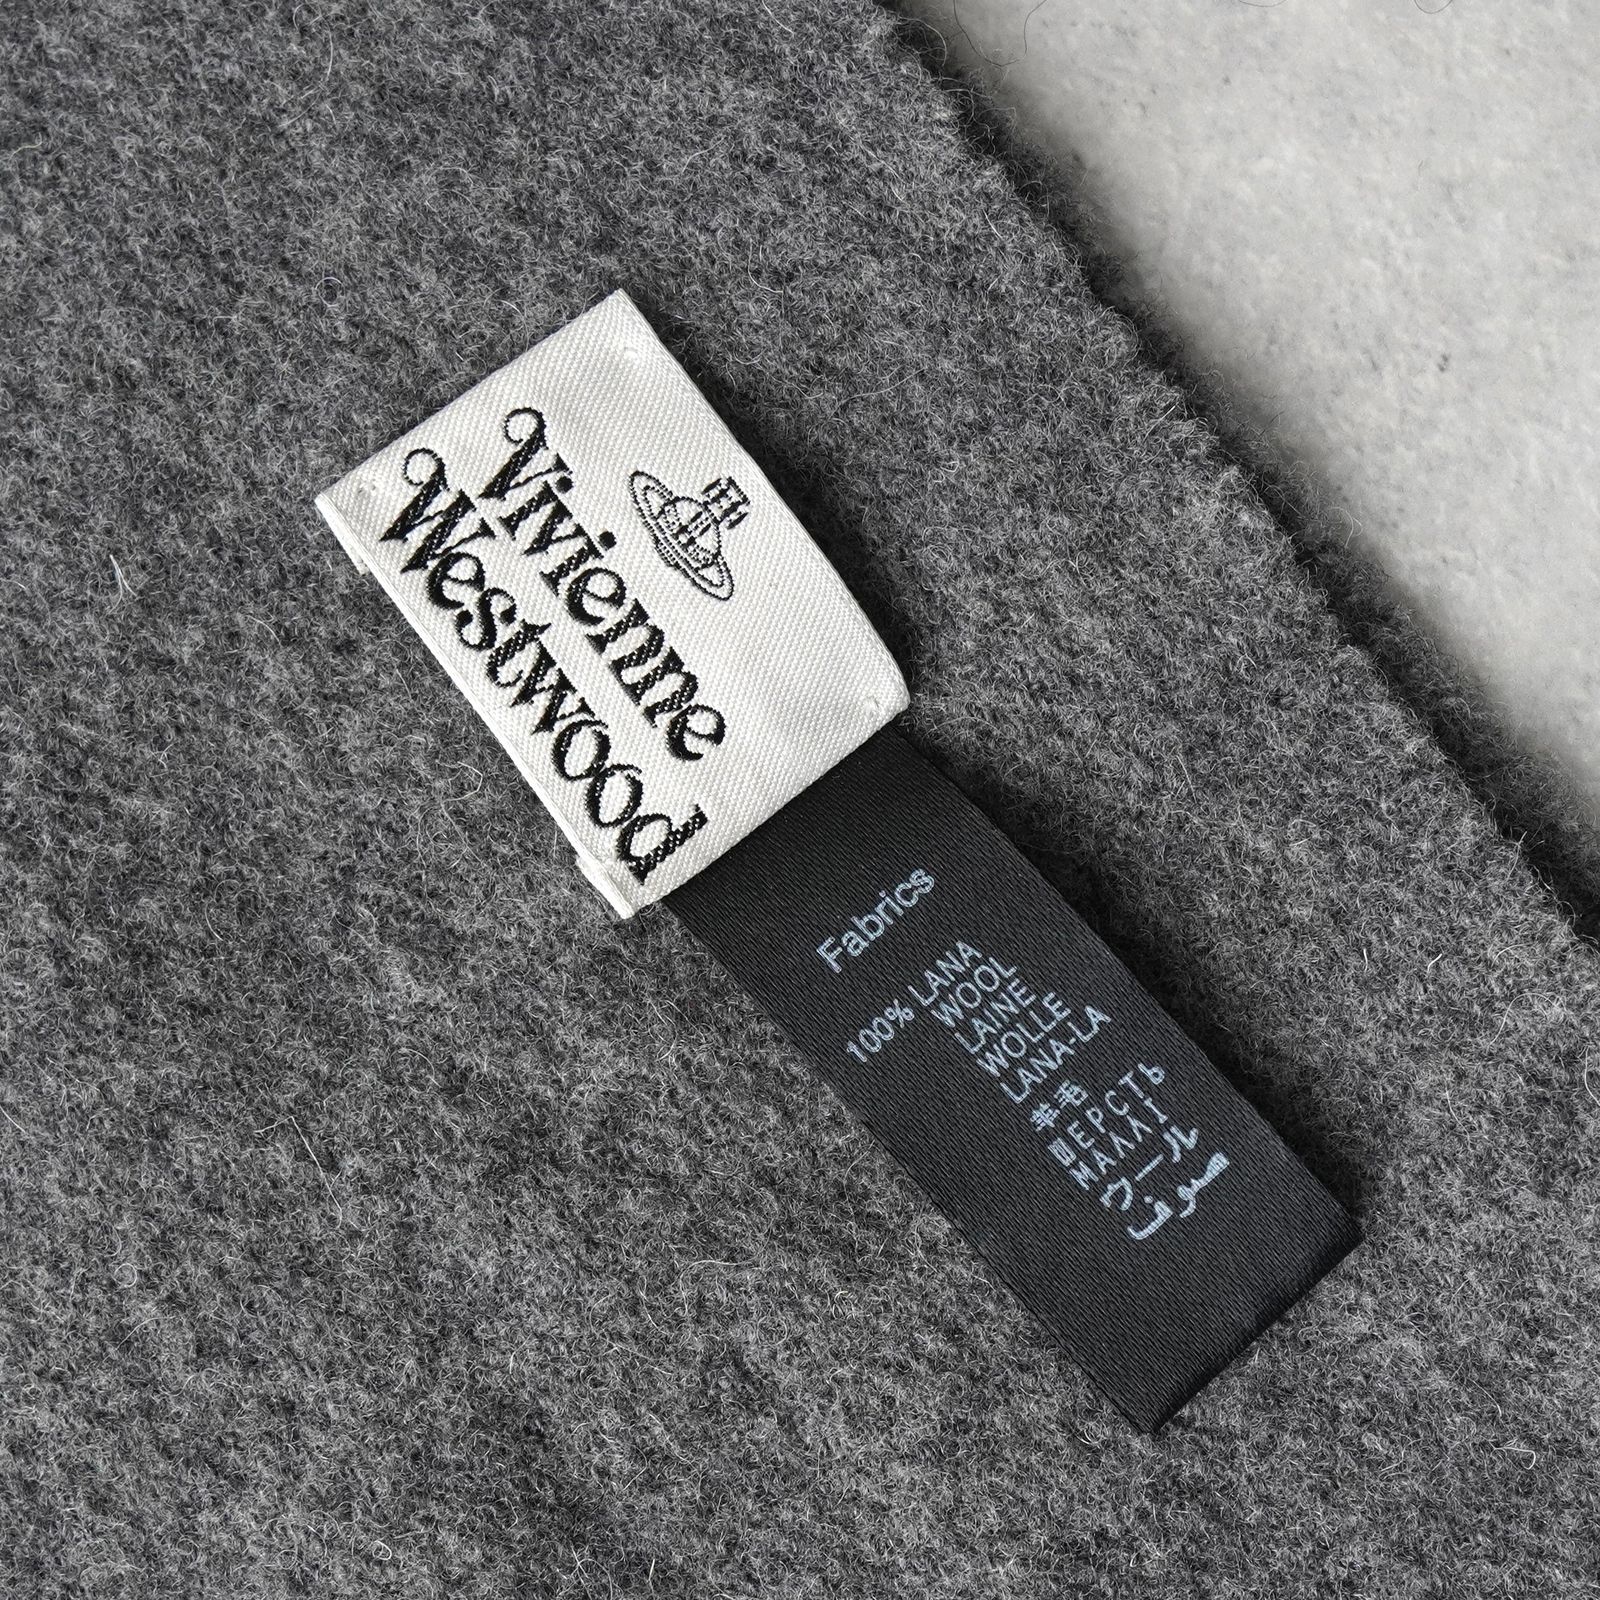 Vivienne
Westwood
Fabrics
100% LANA
WOOL
LAINE
WOLLE
LANA-LA
羊毛
ШЕРСТЬ
ΜΑΛΛΙ
ウール
صوف